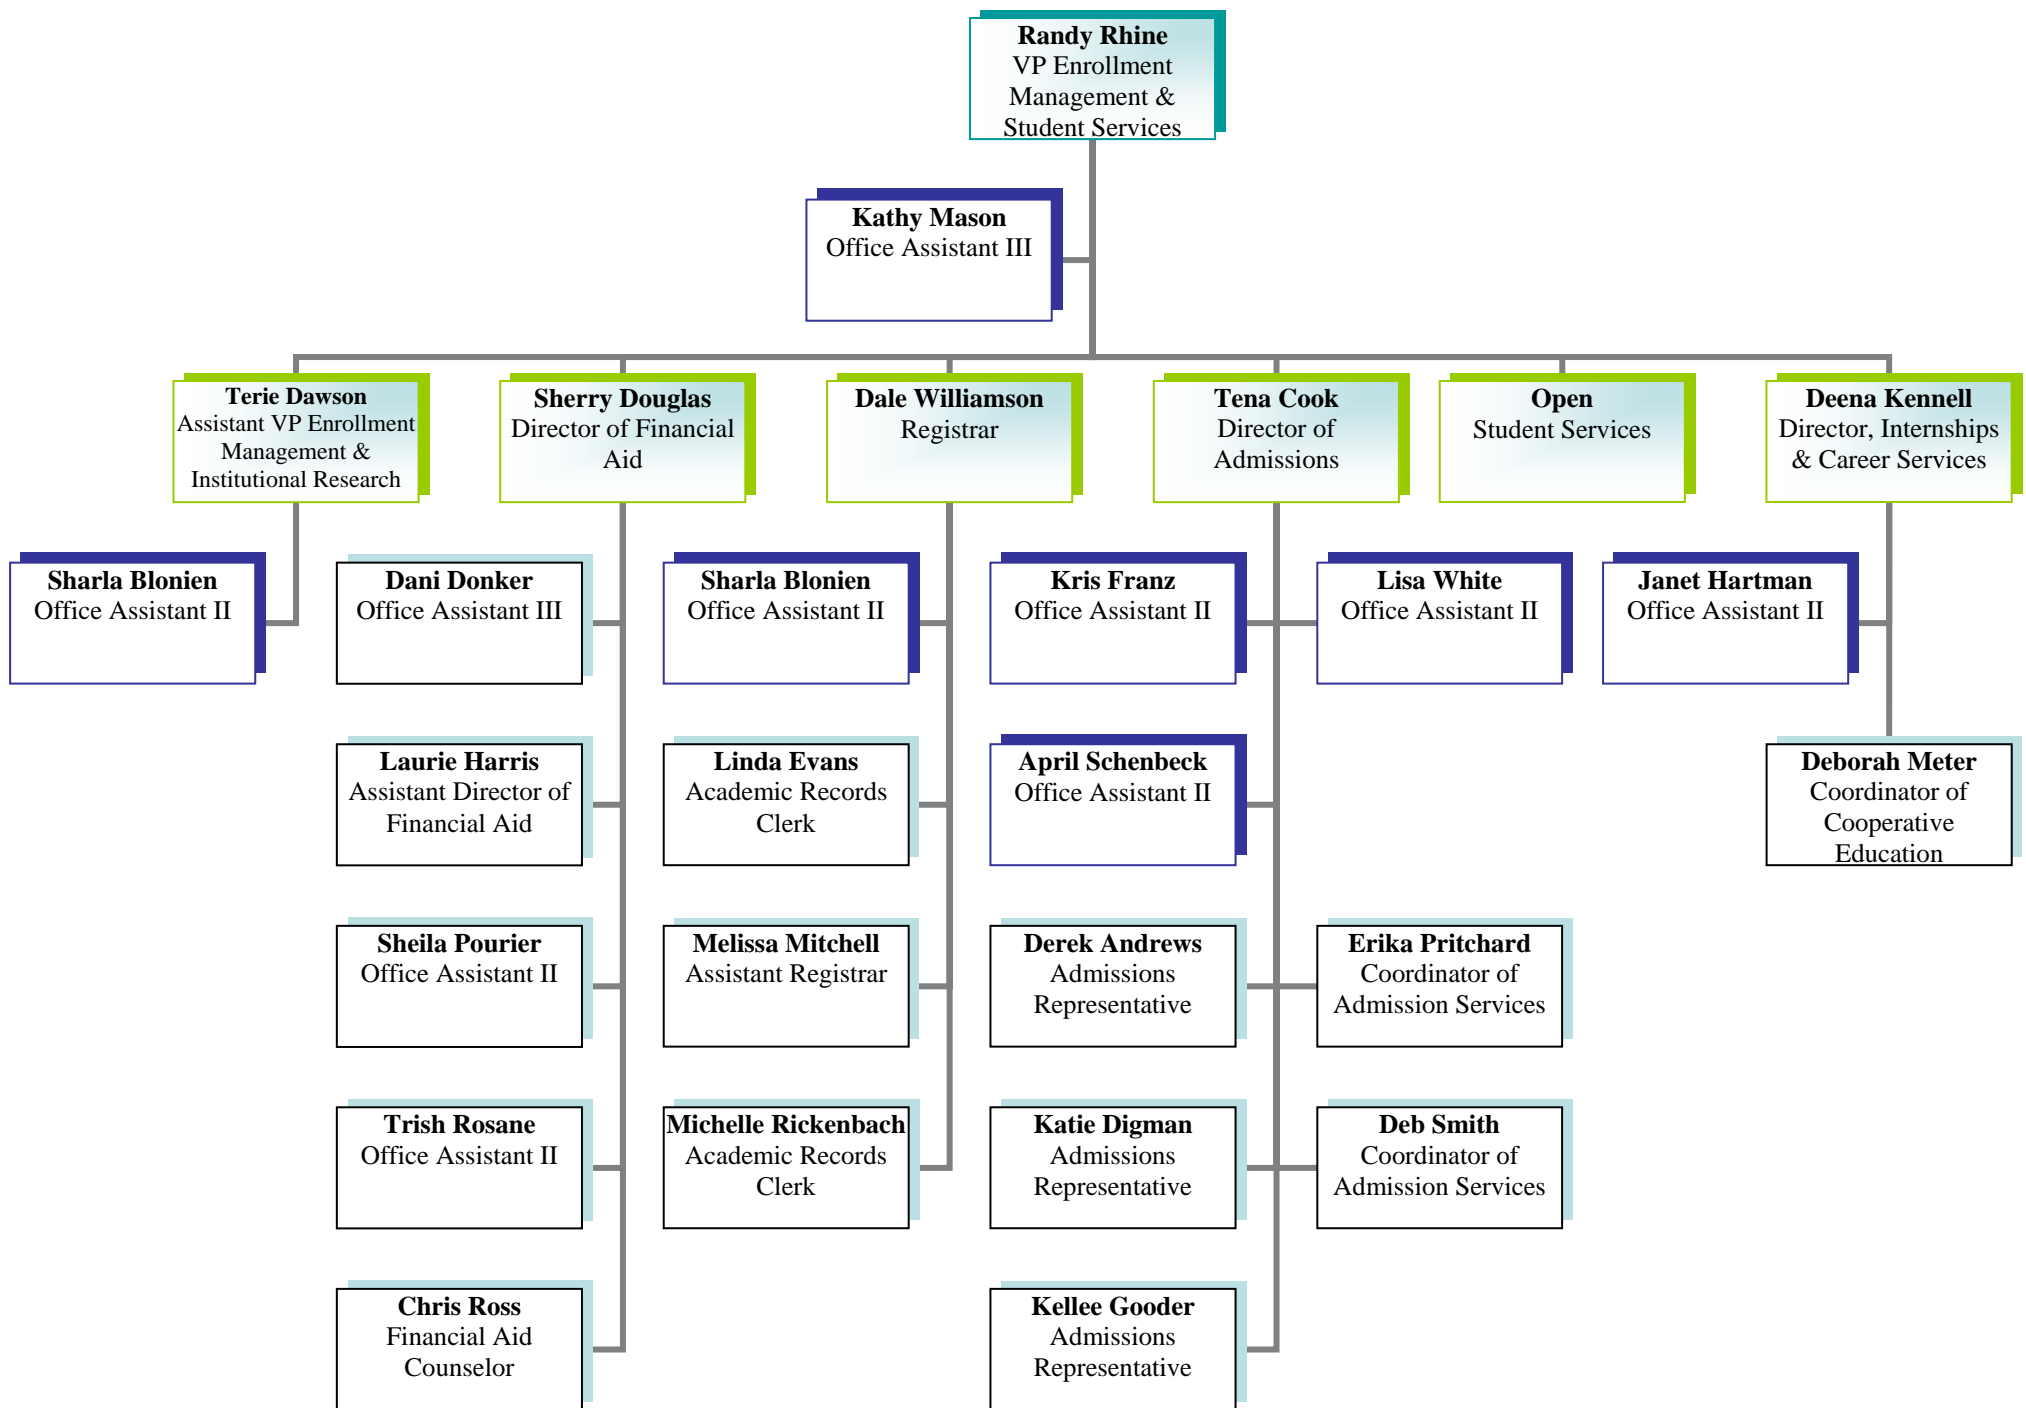 Randy Rhine
VP Enrollment
Management &
Student Services
Kathy Mason
Office Assistant III
Terie Dawson
Assistant VP Enrollment
Management &
Institutional Research
Sherry Douglas
Director of Financial
Aid
Dale Williamson
Registrar
Tena Cook
Director of
Admissions
Open
Student Services
Deena Kennell
Director, Internships
& Career Services
Sharla Blonien
Office Assistant II
Dani Donker
Office Assistant III
Sharla Blonien
Office Assistant II
Kris Franz
Office Assistant II
Lisa White
Office Assistant II
Janet Hartman
Office Assistant II
Laurie Harris
Assistant Director of
Financial Aid
Linda Evans
Academic Records
Clerk
April Schenbeck
Office Assistant II
Deborah Meter
Coordinator of
Cooperative
Education
Sheila Pourier
Office Assistant II
Melissa Mitchell
Assistant Registrar
Derek Andrews
Admissions
Representative
Erika Pritchard
Coordinator of
Admission Services
Trish Rosane
Office Assistant II
Michelle Rickenbach
Academic Records
Clerk
Katie Digman
Admissions
Representative
Deb Smith
Coordinator of
Admission Services
Chris Ross
Financial Aid
Counselor
Kellee Gooder
Admissions
Representative